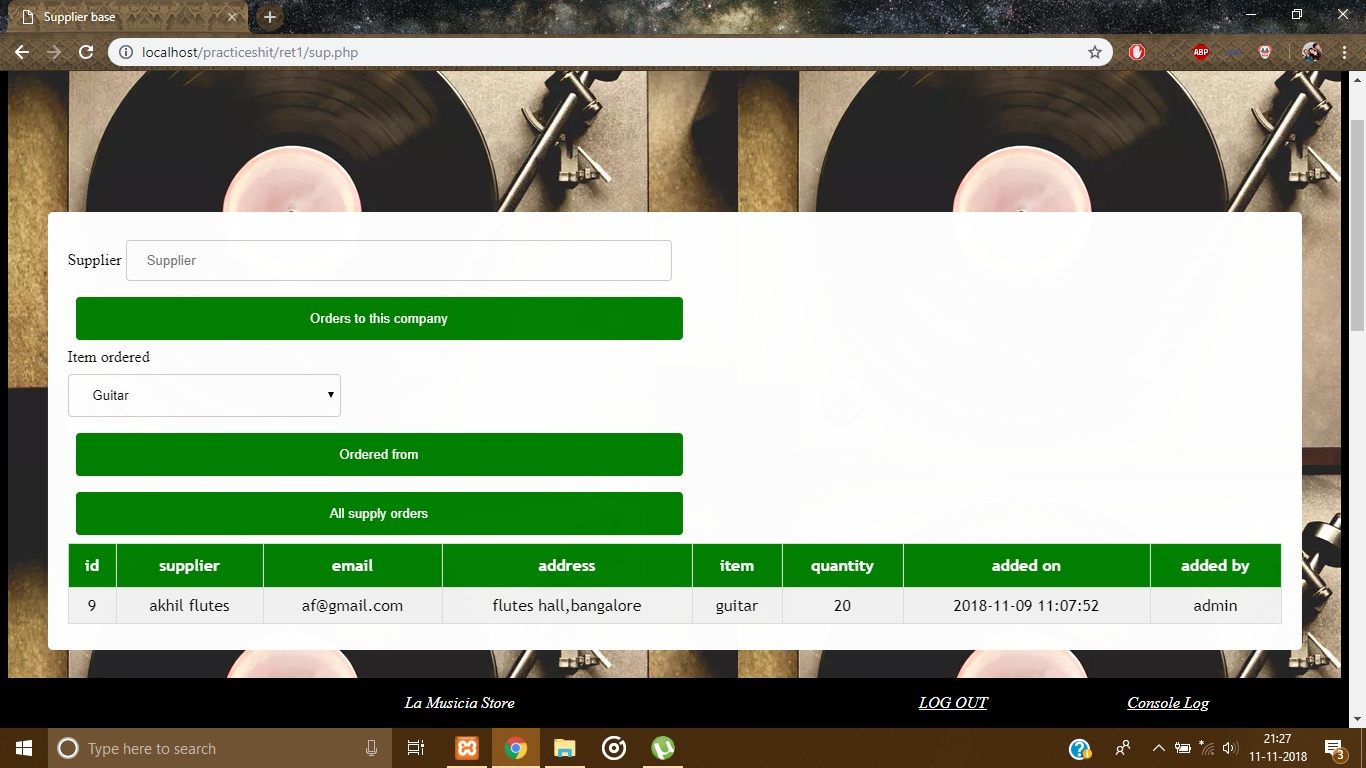 Supplier base
localhost/practiceshit/ret1/sup.php
ABP
Supplier Supplier
Orders to this company
Item ordered
Guitar
Ordered from
All supply orders
id supplier email address item quantity added on added by
9 akhil flutes af@gmail.com flutes hall,bangalore guitar 20 2018-11-09 11:07:52 admin
La Musicia Store LOG OUT Console Log
Type here to search
21:27
11-11-2018
3